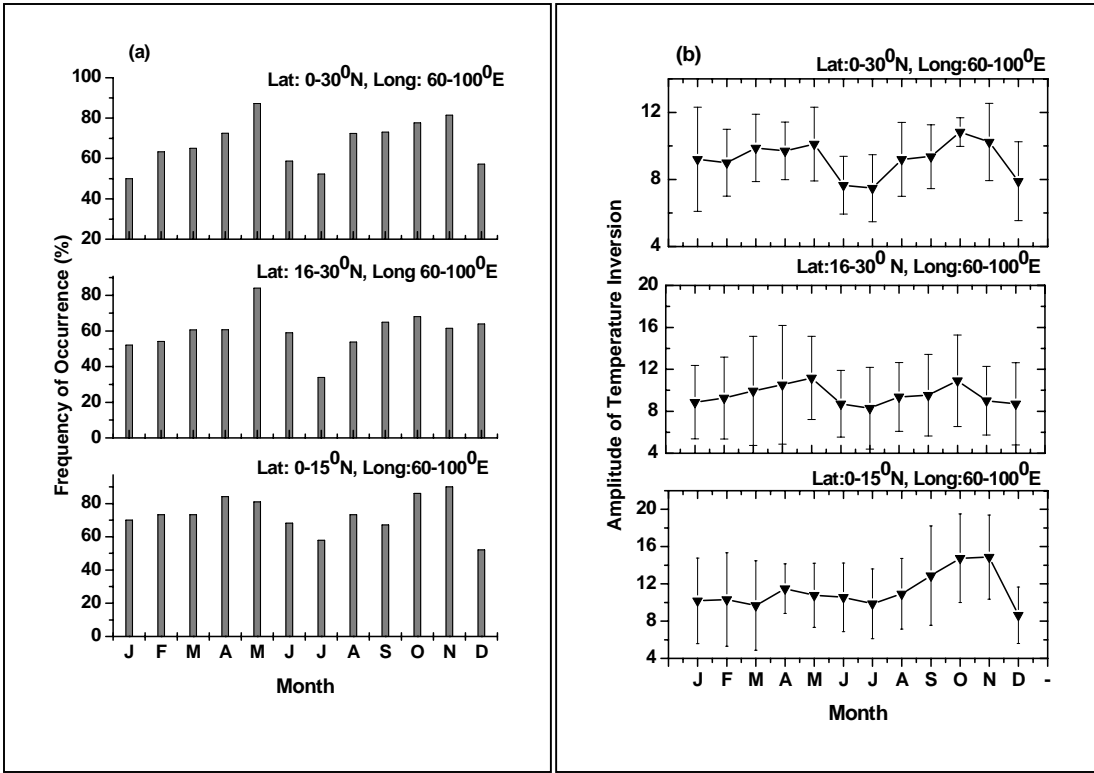 (a)
Lat: 0-30⁰N, Long: 60-100⁰E
100
80
60
40
20
Lat: 16-30⁰N, Long 60-100⁰E
80
60
40
20
0
Lat: 0-15⁰N, Long:60-100⁰E
80
60
40
20
0
Frequency of Occurrence (%)
J F M A M J J A S O N D
Month
(b)
Lat:0-30⁰N, Long:60-100⁰E
12
8
4
Lat:16-30⁰ N, Long:60-100⁰E
20
16
12
8
4
Lat:0-15⁰N, Long:60-100⁰E
20
16
12
8
4
Amplitude of Temperature Inversion
J F M A M J J A S O N D -
Month